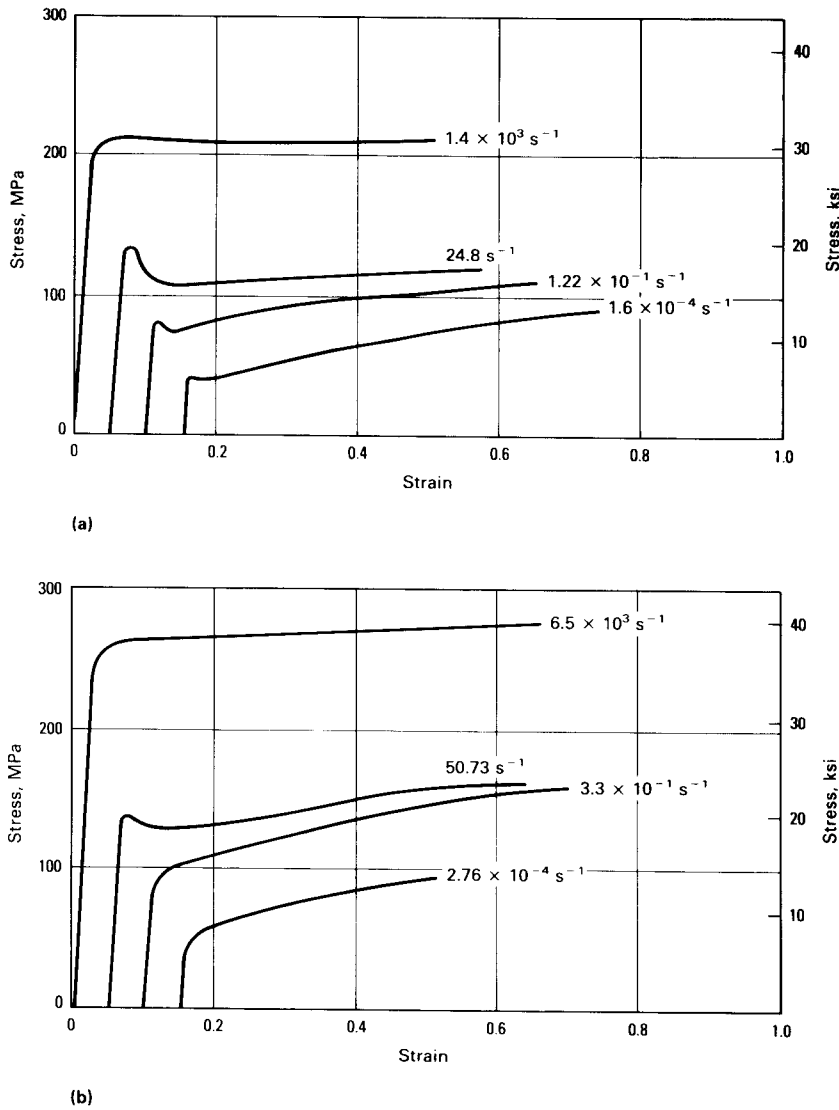 300
200
100
0
Stress, MPa
40
30
20
10
Stress, ksi
1.4 × 10³ s⁻¹
24.8 s⁻¹
1.22 × 10⁻¹ s⁻¹
1.6 × 10⁻⁴ s⁻¹
0 0.2 0.4 0.6 0.8 1.0
Strain
(a)
300
200
100
0
Stress, MPa
40
30
20
10
Stress, ksi
6.5 × 10³ s⁻¹
50.73 s⁻¹
3.3 × 10⁻¹ s⁻¹
2.76 × 10⁻⁴ s⁻¹
0 0.2 0.4 0.6 0.8 1.0
Strain
(b)